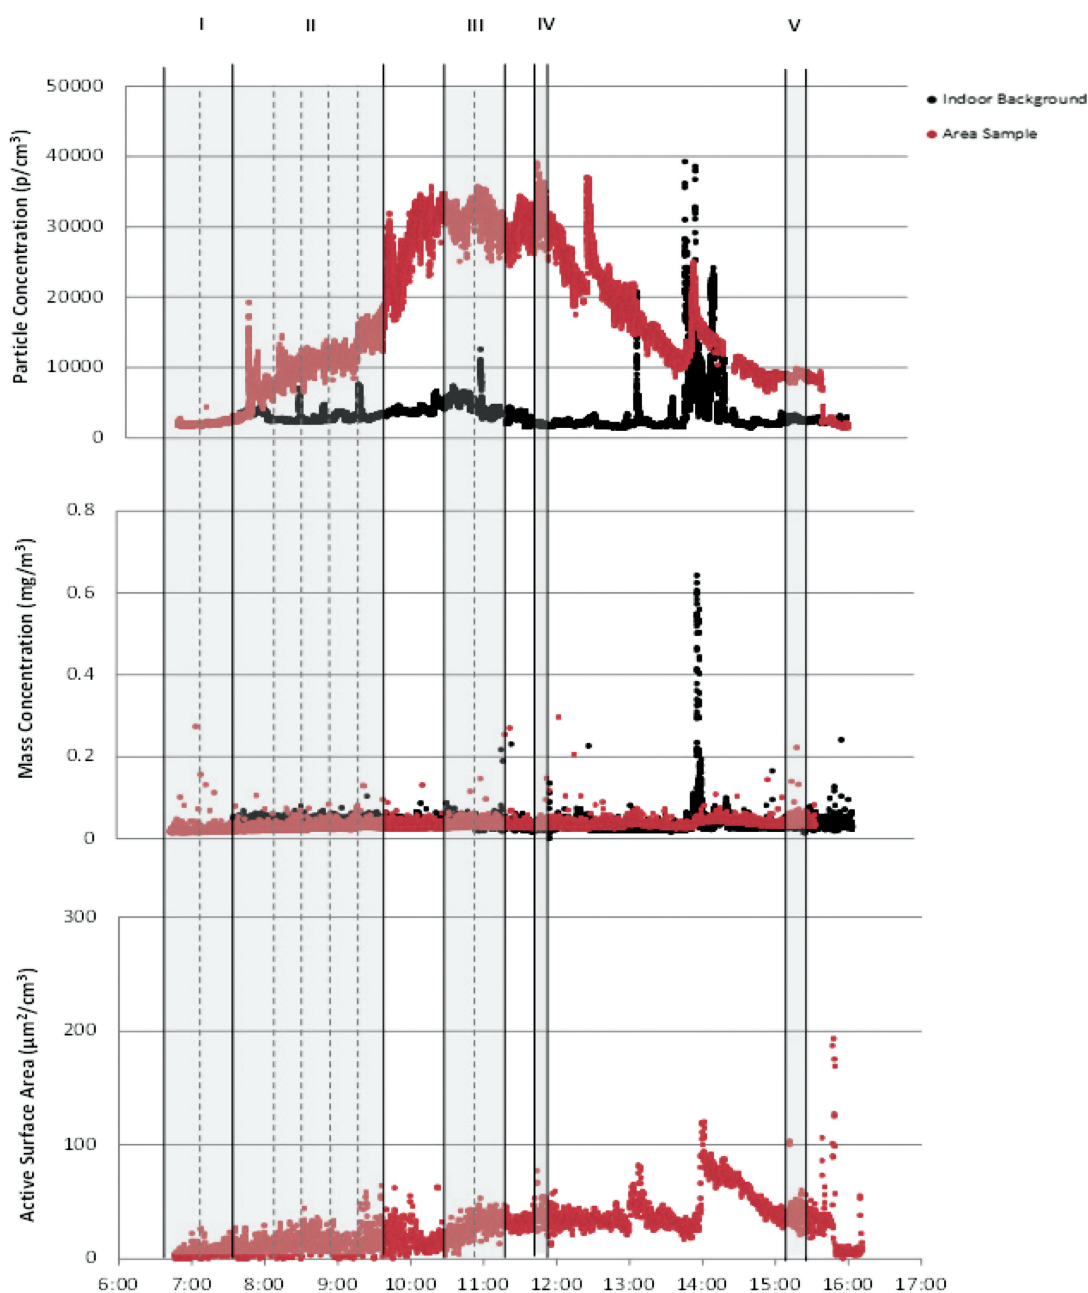 I II III IV V
Particle Concentration (p/cm³)
50000
40000
30000
20000
10000
0
Indoor Background
Area Sample
Mass Concentration (mg/m³)
0.8
0.6
0.4
0.2
0
Active Surface Area (µm²/cm³)
300
200
100
0
6:00 7:00 8:00 9:00 10:00 11:00 12:00 13:00 14:00 15:00 16:00 17:00